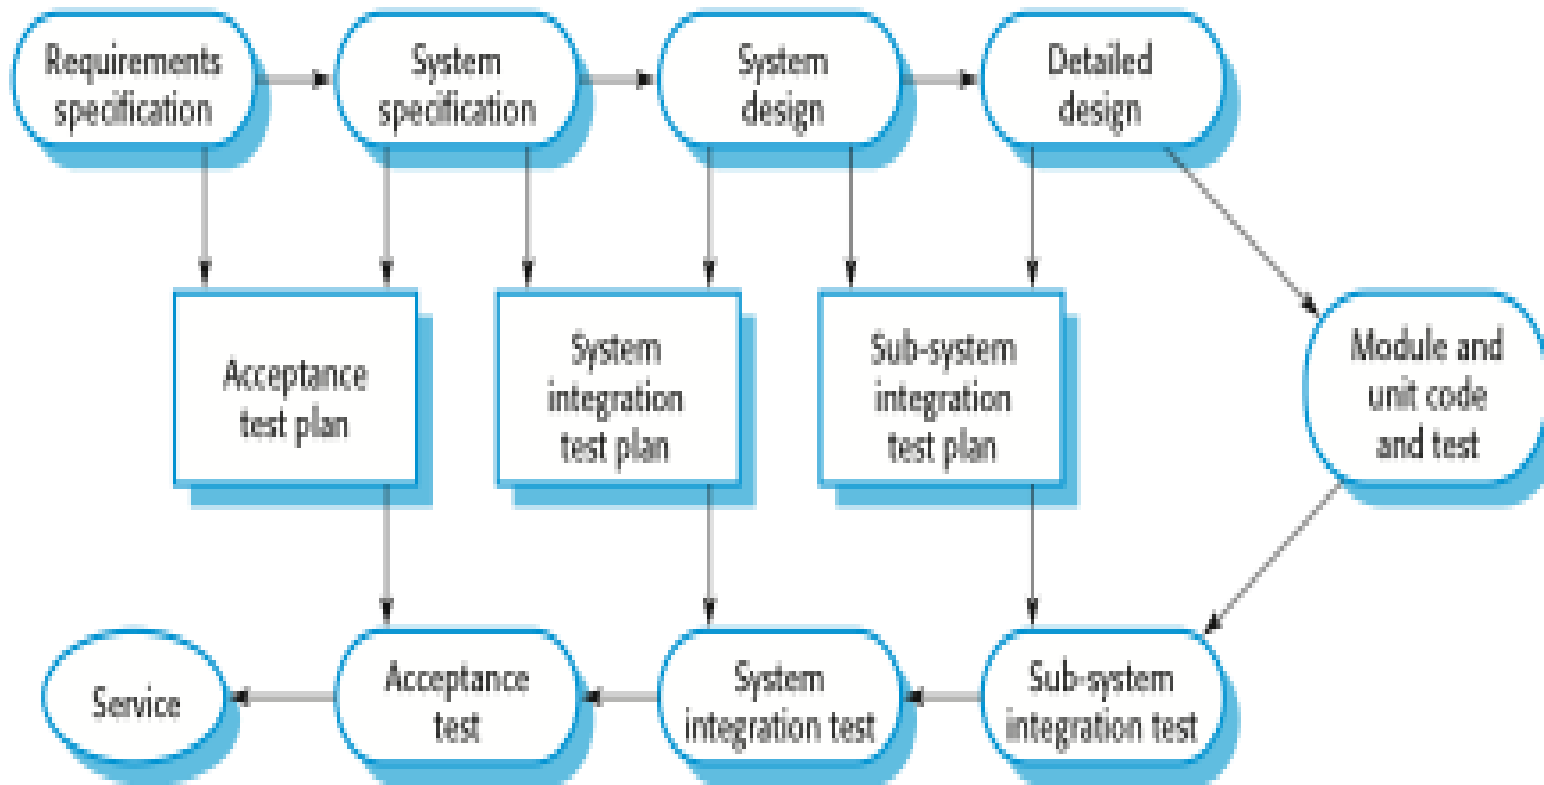 Requirements
specification
System
specification
System
design
Detailed
design
Acceptance
test plan
System
integration
test plan
Sub-system
integration
test plan
Module and
unit code
and test
Service
Acceptance
test
System
integration test
Sub-system
integration test